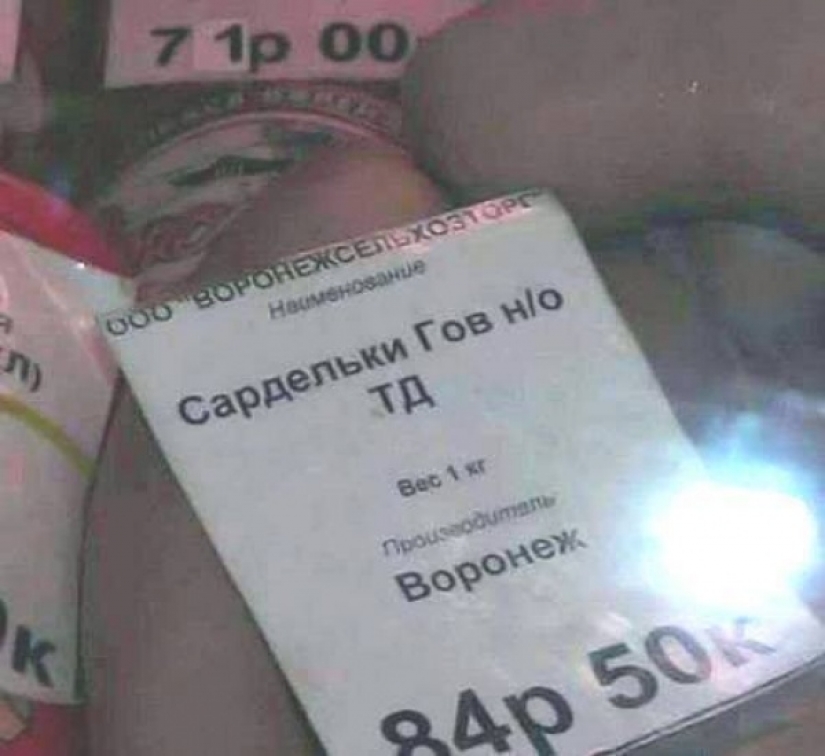 7 1р 00
ООО "ВОРОНЕЖСЕЛЬХОЗТОРГ"
Наименование
Сардельки Гов н/о
ТД
Вес 1 кг
Производитель
Воронеж
84р 50к
л)
к